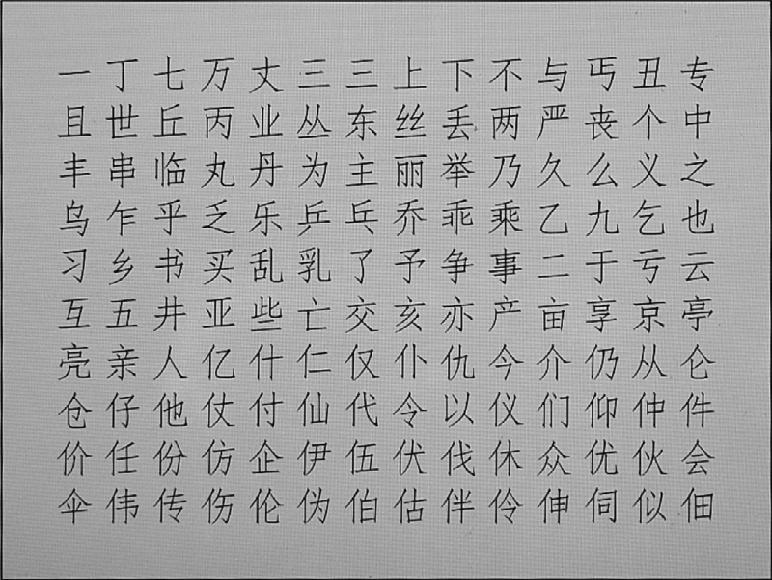 一丁七万丈三三上下不与丐丑专
且世丘丙业丛东丝丢两严丧个中
丰串临丸丹为主丽举乃久么义之
乌乍乎乏乐乒乓乔乖乘乙九乞也
习乡书买乱乳了予争事二于亏云
互五井亚些亡交亥亦产亩享京亭
亮亲人亿什仁仅仆仇今介仍从仑
仓仔他仗付仙代令以仪们仰仲件
价任份仿企伊伍伏伐休众优伙会
伞伟传伤伦伪伯估伴伶伸伺似佃